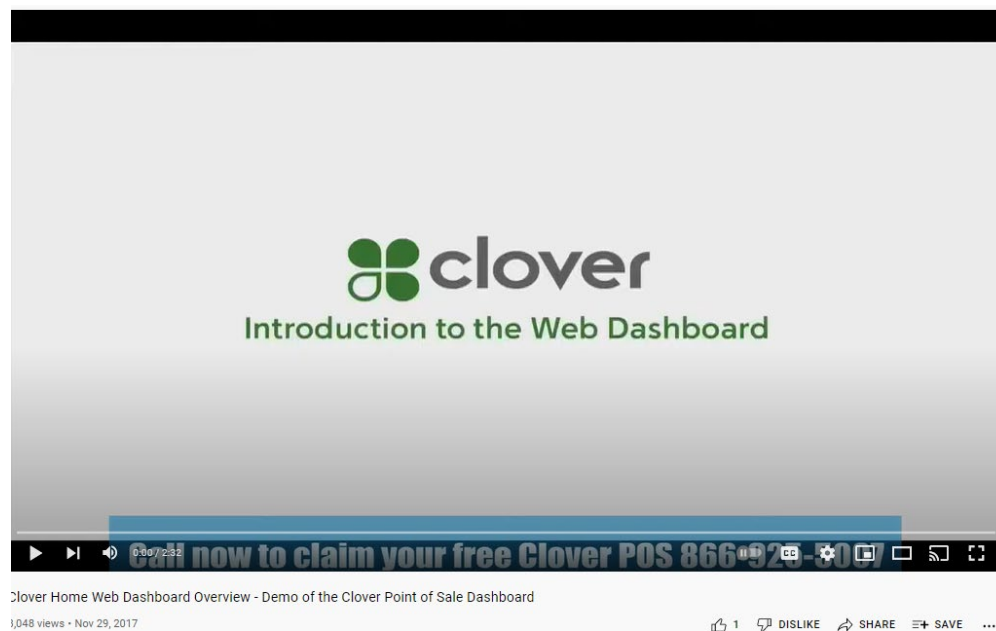 clover
Introduction to the Web Dashboard
0:00 / 2:32
Call now to claim your free Clover POS
CC
Clover Home Web Dashboard Overview - Demo of the Clover Point of Sale Dashboard
,048 views • Nov 29, 2017
1 DISLIKE SHARE SAVE